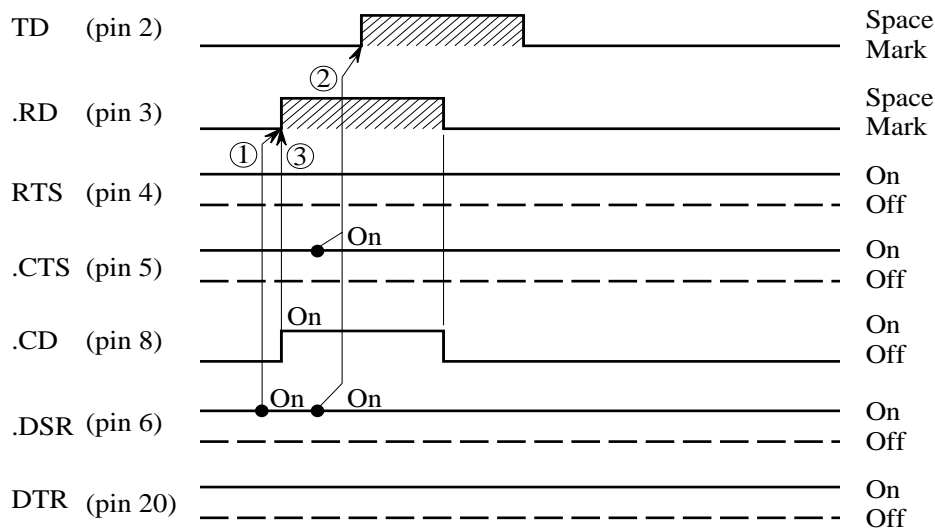 TD (pin 2) Space
Mark
②
.RD (pin 3) Space
Mark
① ③
RTS (pin 4) On
Off
On
.CTS (pin 5) On
Off
On
.CD (pin 8) On
Off
On On
.DSR (pin 6) On
Off
DTR (pin 20) On
Off